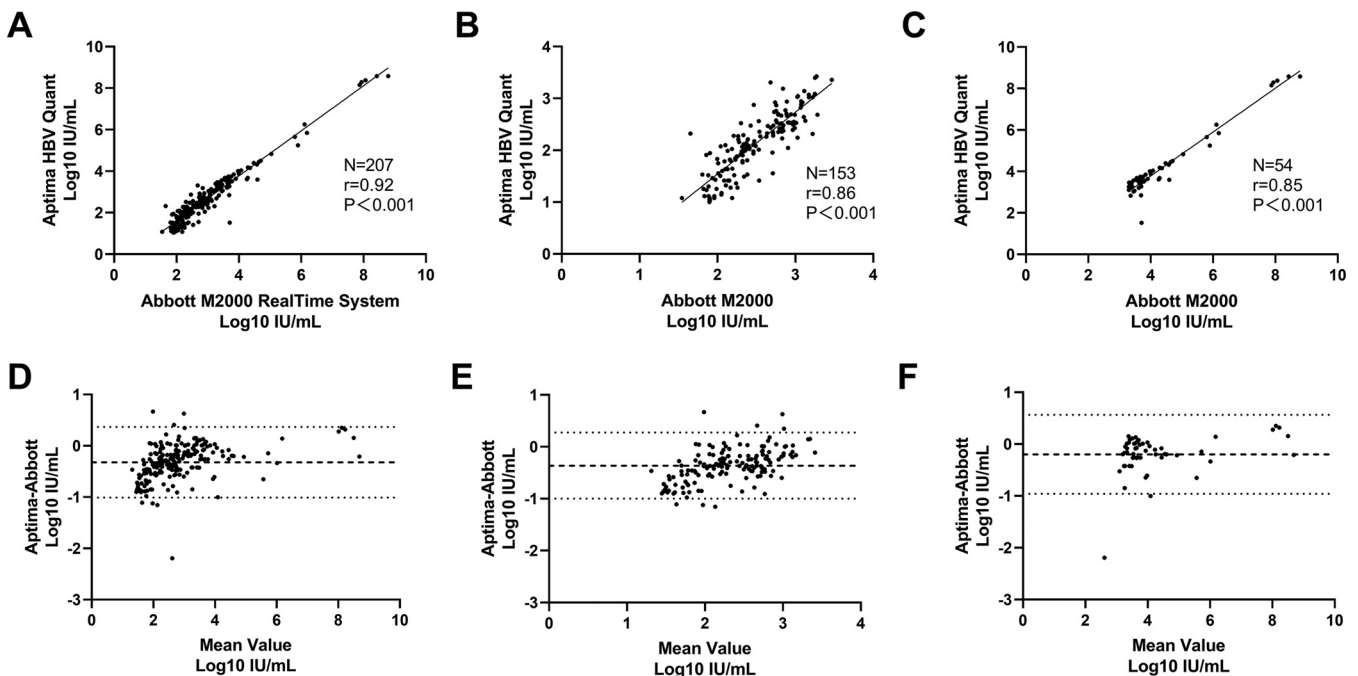 A
Aptima HBV Quant
Log10 IU/mL
10
8
6
4
2
0
N=207
r=0.92
P＜0.001
0 2 4 6 8 10
Abbott M2000 RealTime System
Log10 IU/mL
B
Aptima HBV Quant
Log10 IU/mL
4
3
2
1
0
N=153
r=0.86
P＜0.001
0 1 2 3 4
Abbott M2000
Log10 IU/mL
C
Aptima HBV Quant
Log10 IU/mL
10
8
6
4
2
0
N=54
r=0.85
P＜0.001
0 2 4 6 8 10
Abbott M2000
Log10 IU/mL
D
Aptima-Abbott
Log10 IU/mL
1
0
-1
-2
-3
0 2 4 6 8 10
Mean Value
Log10 IU/mL
E
Aptima-Abbott
Log10 IU/mL
1
0
-1
-2
-3
0 1 2 3 4
Mean Value
Log10 IU/mL
F
Aptima-Abbott
Log10 IU/mL
1
0
-1
-2
-3
0 2 4 6 8 10
Mean Value
Log10 IU/mL